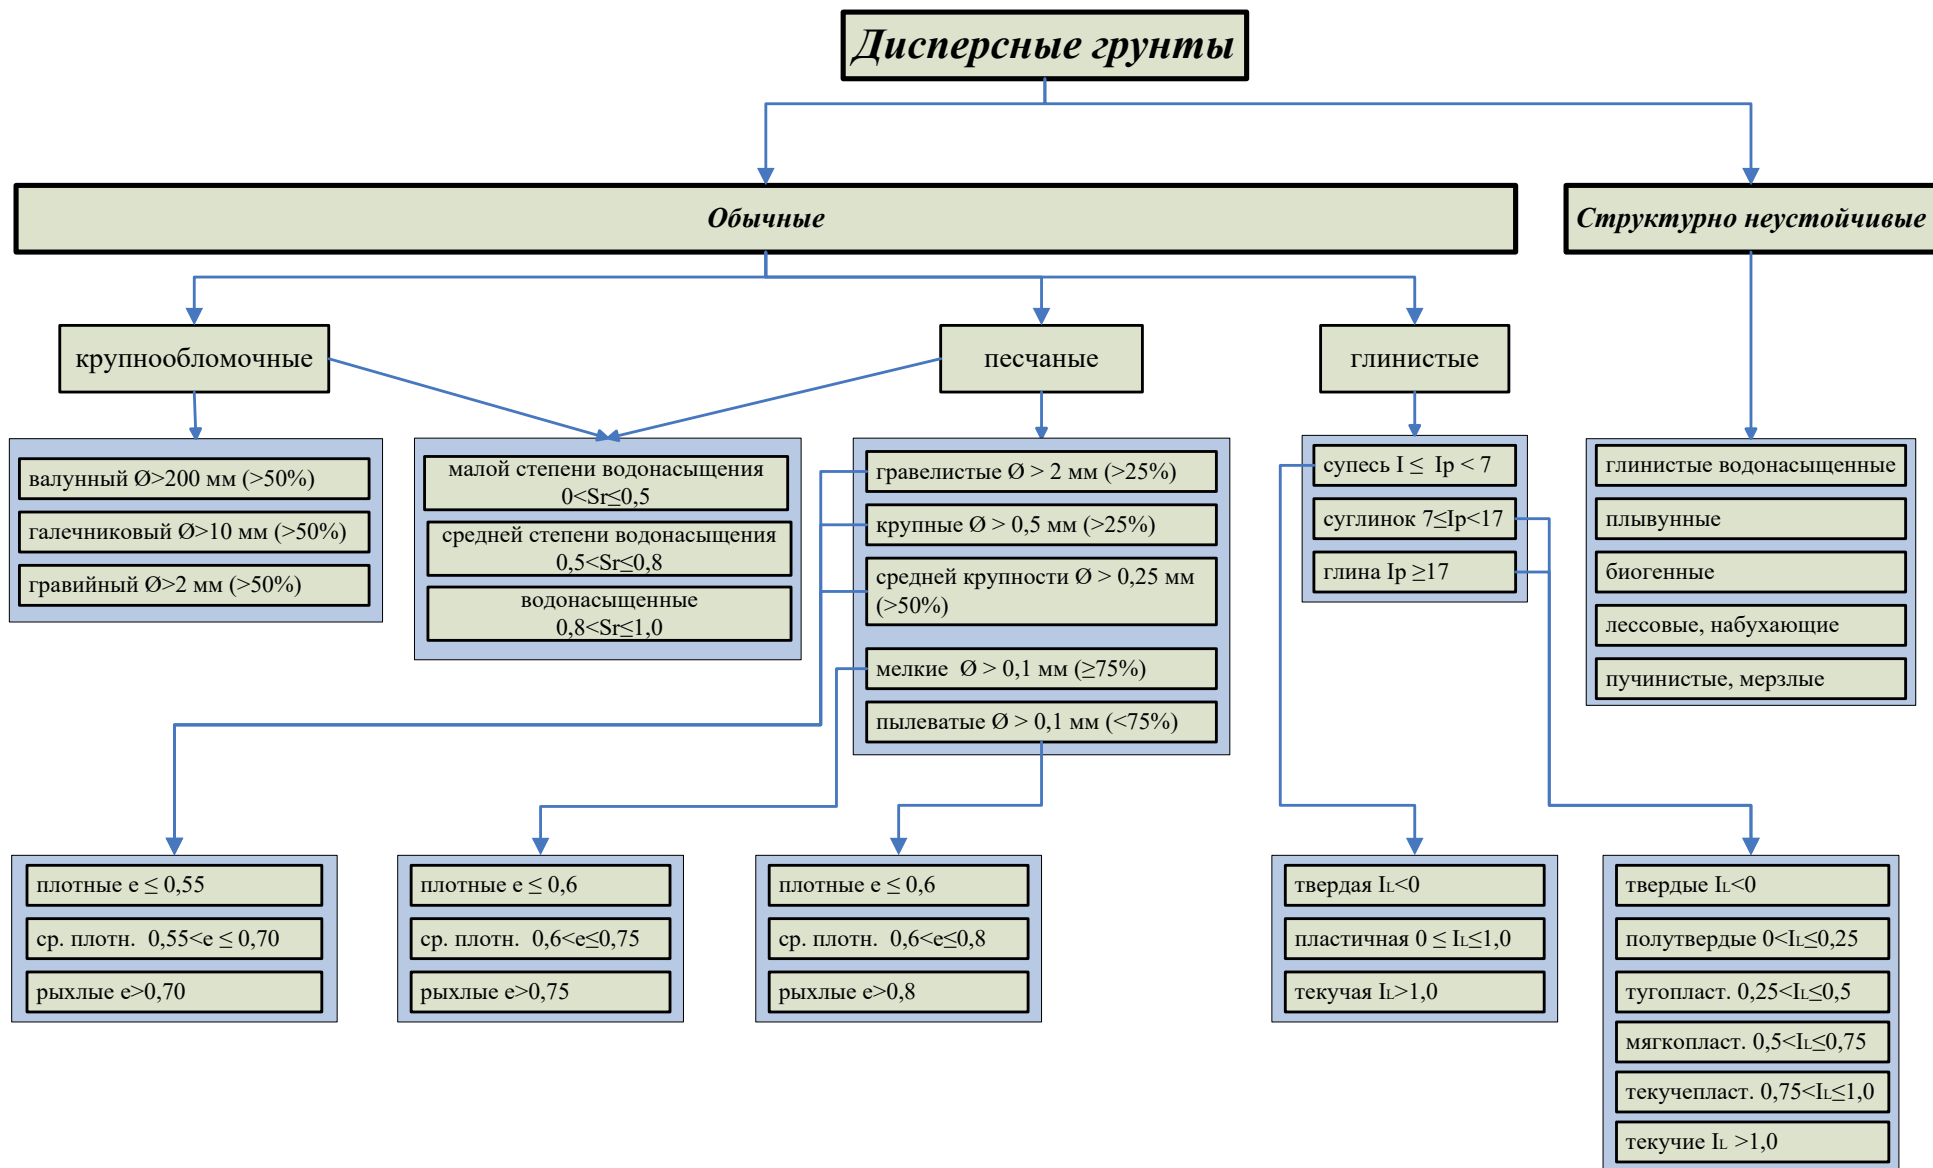 Дисперсные грунты
Обычные
Структурно неустойчивые
крупнообломочные
песчаные
глинистые
валунный Ø>200 мм (>50%)
галечниковый Ø>10 мм (>50%)
гравийный Ø>2 мм (>50%)
малой степени водонасыщения
0<Sr≤0,5
средней степени водонасыщения
0,5<Sr≤0,8
водонасыщенные
0,8<Sr≤1,0
гравелистые Ø > 2 мм (>25%)
крупные Ø > 0,5 мм (>25%)
средней крупности Ø > 0,25 мм
(>50%)
мелкие Ø > 0,1 мм (≥75%)
пылеватые Ø > 0,1 мм (<75%)
супесь I ≤ Ip < 7
суглинок 7≤Ip<17
глина Ip ≥17
глинистые водонасыщенные
плывунные
биогенные
лессовые, набухающие
пучинистые, мерзлые
плотные e ≤ 0,55
ср. плотн. 0,55<e ≤ 0,70
рыхлые e>0,70
плотные e ≤ 0,6
ср. плотн. 0,6<e≤0,75
рыхлые e>0,75
плотные e ≤ 0,6
ср. плотн. 0,6<e≤0,8
рыхлые e>0,8
твердая IL<0
пластичная 0 ≤ IL≤1,0
текучая IL>1,0
твердые IL<0
полутвердые 0<IL≤0,25
тугопласт. 0,25<IL≤0,5
мягкопласт. 0,5<IL≤0,75
текучепласт. 0,75<IL≤1,0
текучие IL >1,0